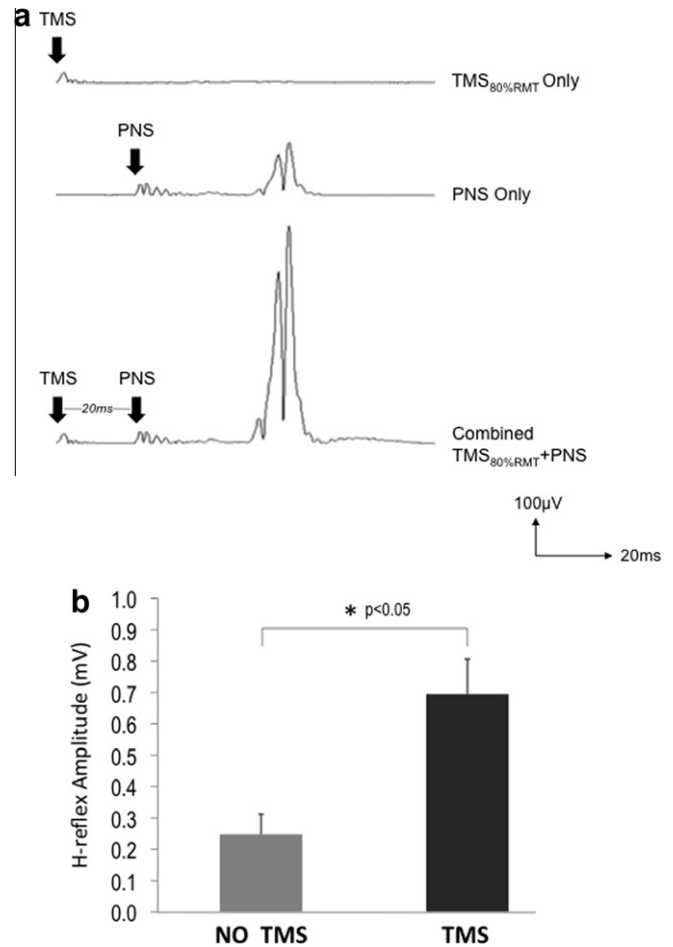 a
TMS
TMS80%RMT Only
PNS
PNS Only
TMS PNS
20ms
Combined
TMS80%RMT+PNS
100μV
20ms
b
H-reflex Amplitude (mV)
1.0
0.9
0.8
0.7
0.6
0.5
0.4
0.3
0.2
0.1
0.0
* p<0.05
NO TMS
TMS